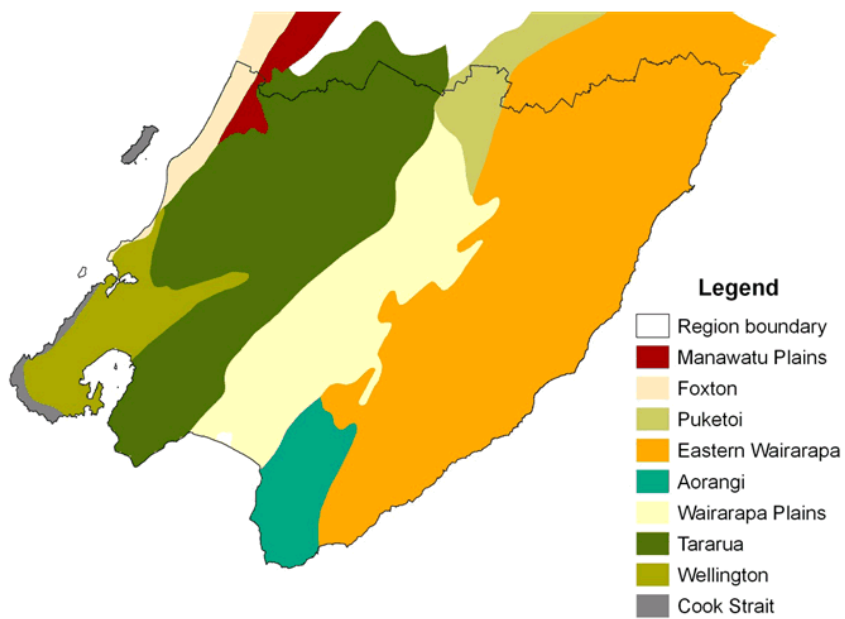 Legend
Region boundary
Manawatu Plains
Foxton
Puketoi
Eastern Wairarapa
Aorangi
Wairarapa Plains
Tararua
Wellington
Cook Strait